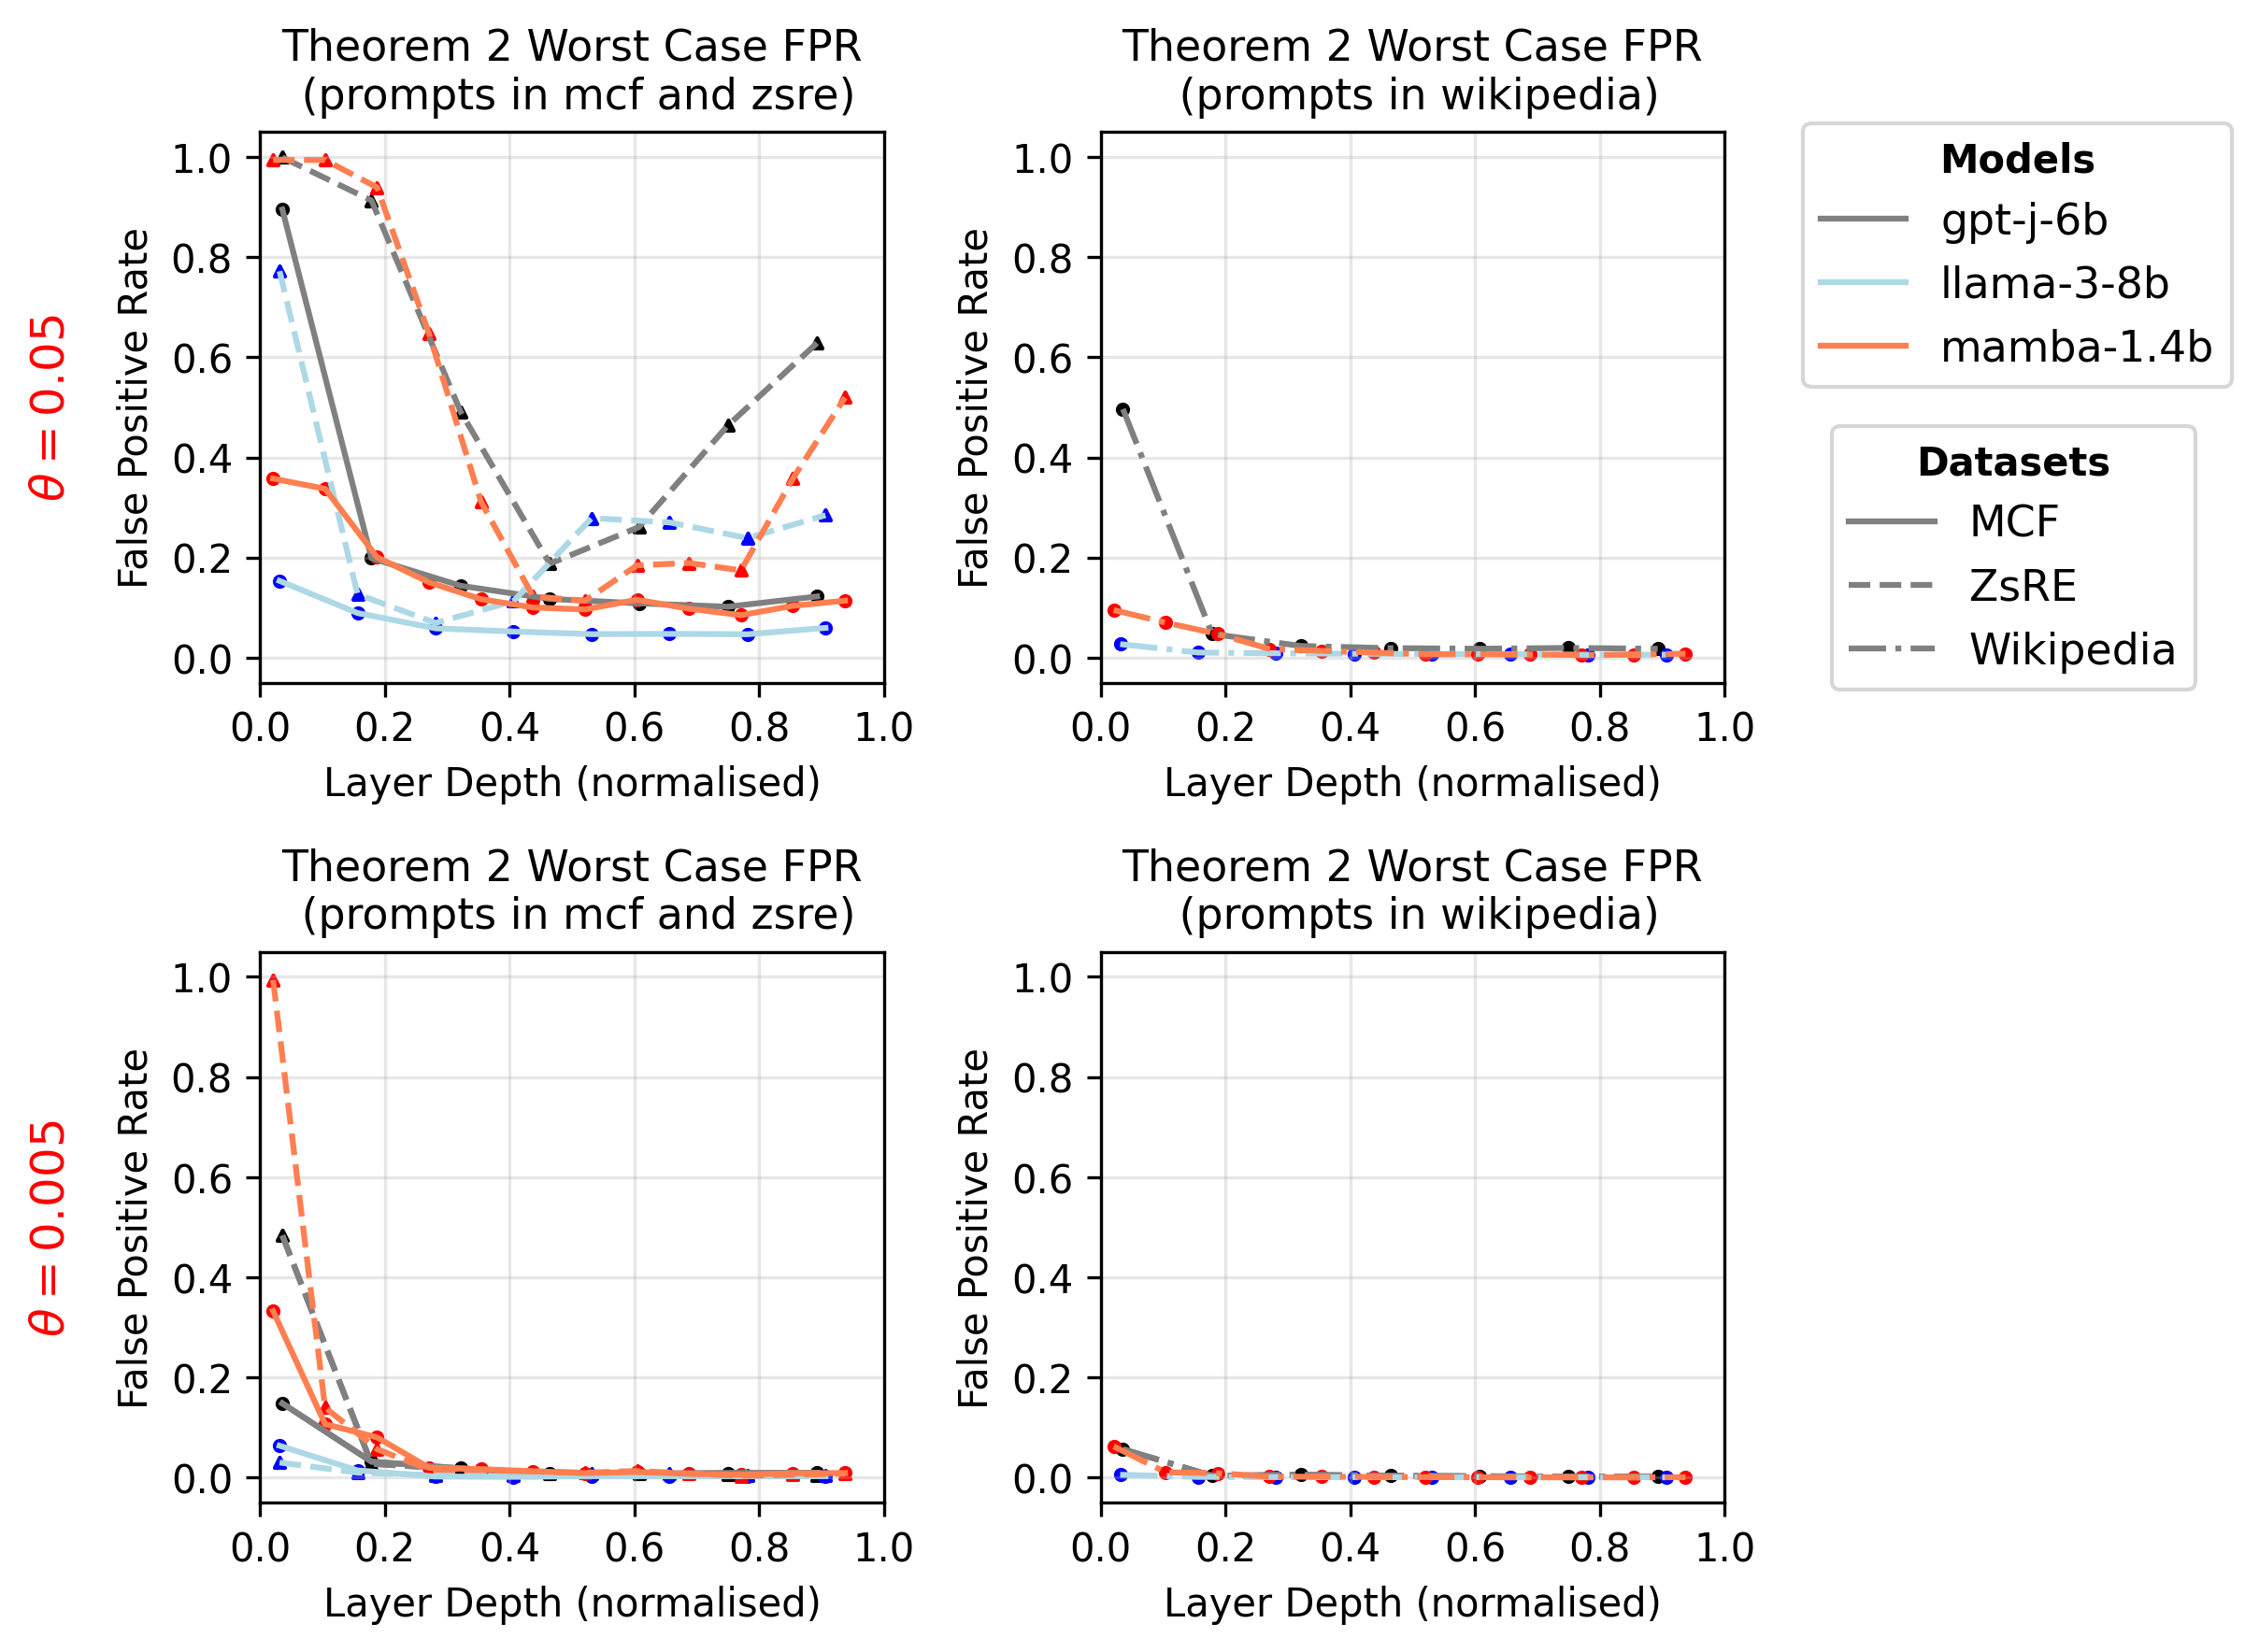 Theorem 2 Worst Case FPR
(prompts in mcf and zsre)
1.0
0.8
0.6
0.4
0.2
0.0
False Positive Rate
0.0 0.2 0.4 0.6 0.8 1.0
Layer Depth (normalised)
θ = 0.05
Theorem 2 Worst Case FPR
(prompts in wikipedia)
1.0
0.8
0.6
0.4
0.2
0.0
False Positive Rate
0.0 0.2 0.4 0.6 0.8 1.0
Layer Depth (normalised)
Models
gpt-j-6b
llama-3-8b
mamba-1.4b
Datasets
MCF
ZsRE
Wikipedia
Theorem 2 Worst Case FPR
(prompts in mcf and zsre)
1.0
0.8
0.6
0.4
0.2
0.0
False Positive Rate
0.0 0.2 0.4 0.6 0.8 1.0
Layer Depth (normalised)
θ = 0.005
Theorem 2 Worst Case FPR
(prompts in wikipedia)
1.0
0.8
0.6
0.4
0.2
0.0
False Positive Rate
0.0 0.2 0.4 0.6 0.8 1.0
Layer Depth (normalised)